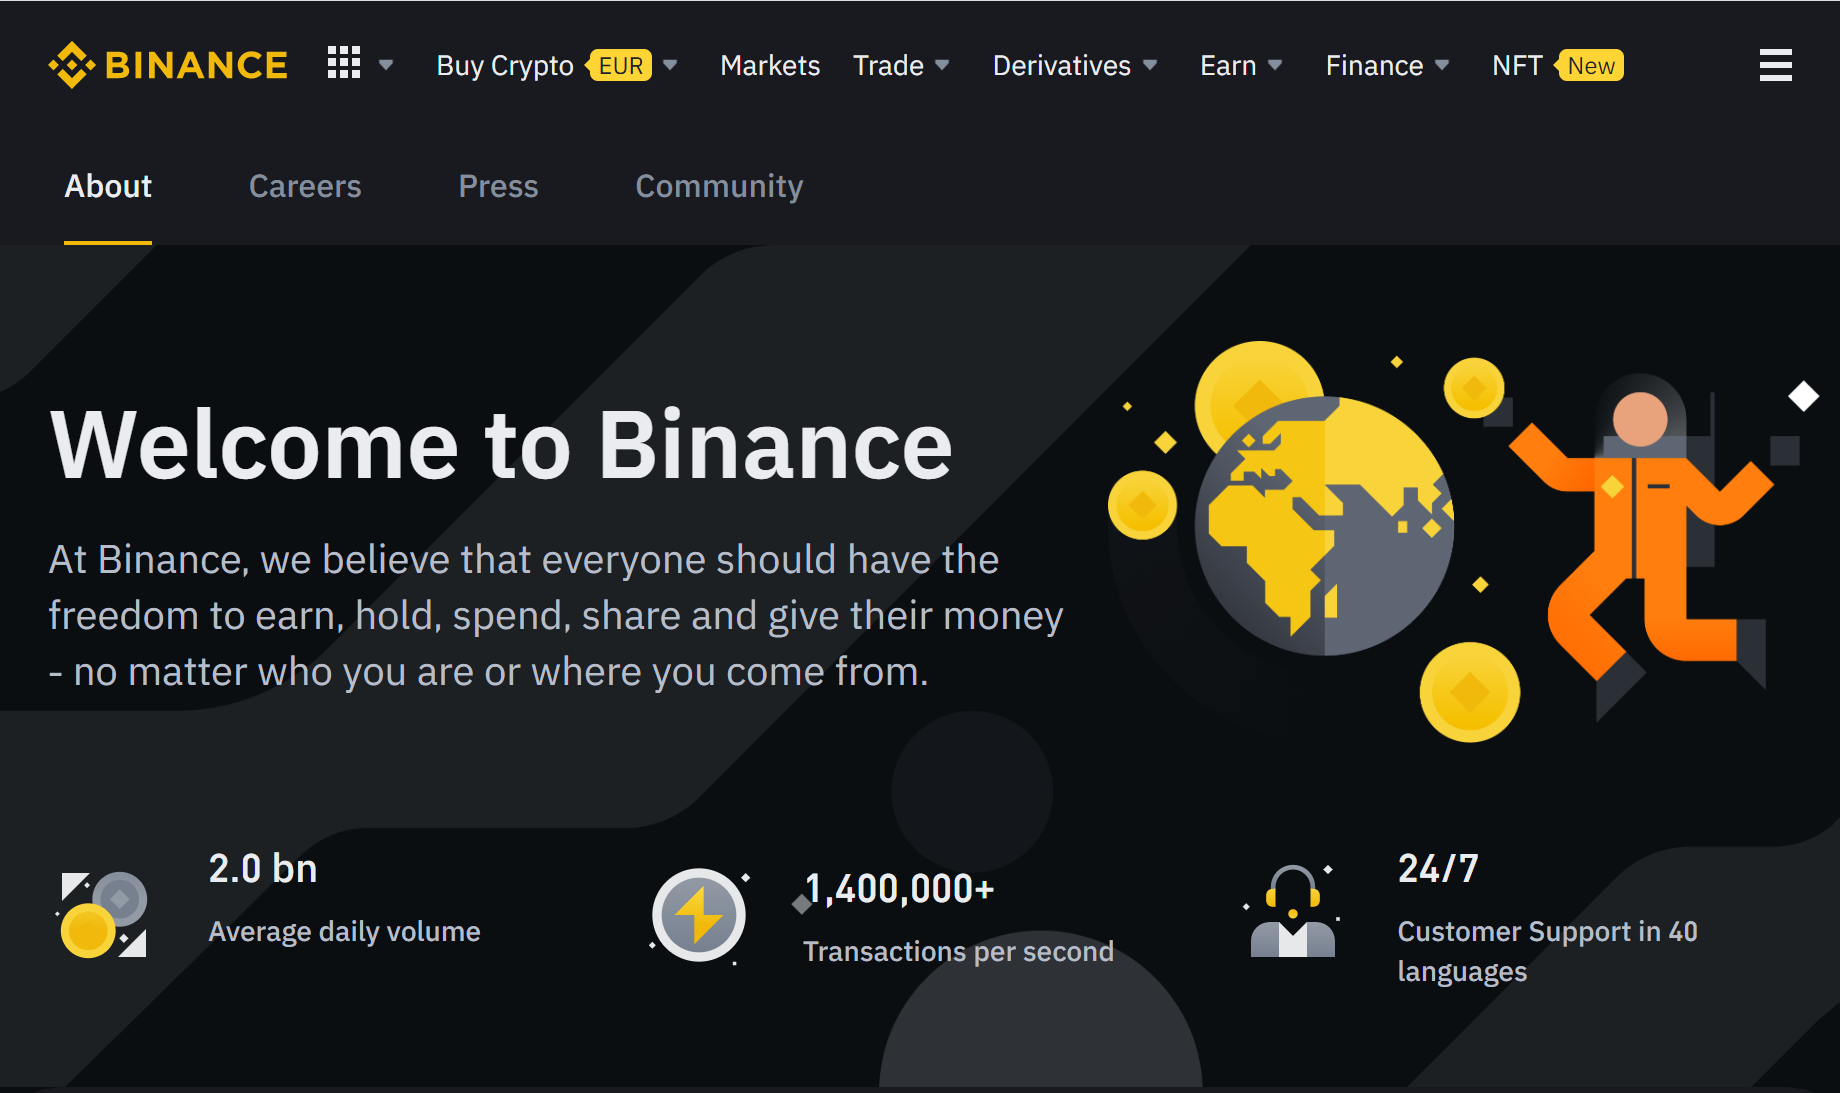 BINANCE
Buy Crypto EUR
Markets
Trade
Derivatives
Earn
Finance
NFT New
About
Careers
Press
Community
Welcome to Binance
At Binance, we believe that everyone should have the
freedom to earn, hold, spend, share and give their money
- no matter who you are or where you come from.
2.0 bn
Average daily volume
1,400,000+
Transactions per second
24/7
Customer Support in 40
languages